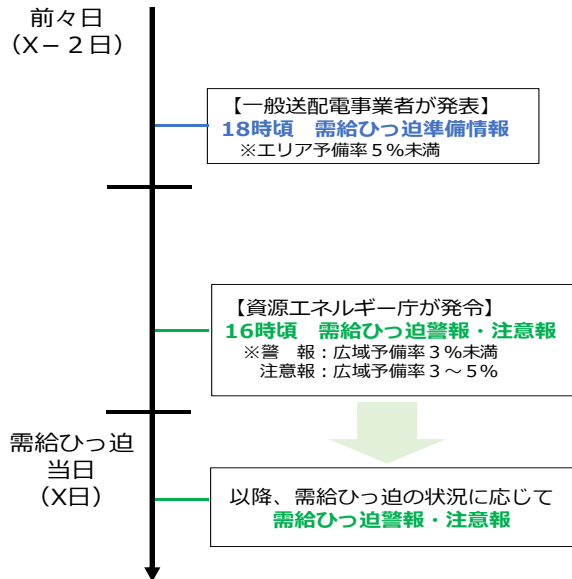 前々日
（X－２日）
【一般送配電事業者が発表】
18時頃　需給ひっ迫準備情報
※エリア予備率５%未満
【資源エネルギー庁が発令】
16時頃　需給ひっ迫警報・注意報
※警　報：広域予備率３%未満
注意報：広域予備率３～５%
需給ひっ迫
当日
（X日）
以降、需給ひっ迫の状況に応じて
需給ひっ迫警報・注意報